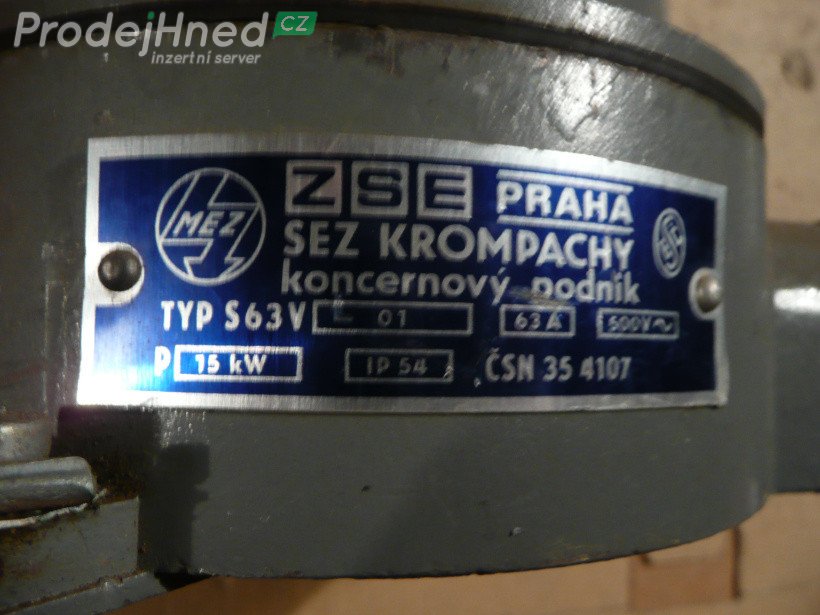 ProdejHned CZ
inzertní server
MEZ
ZSE PRAHA
SEZ KROMPACHY
koncernový podnik
TYP S63V L 01 63 A 500V~
P 15 kW IP 54 ČSN 35 4107